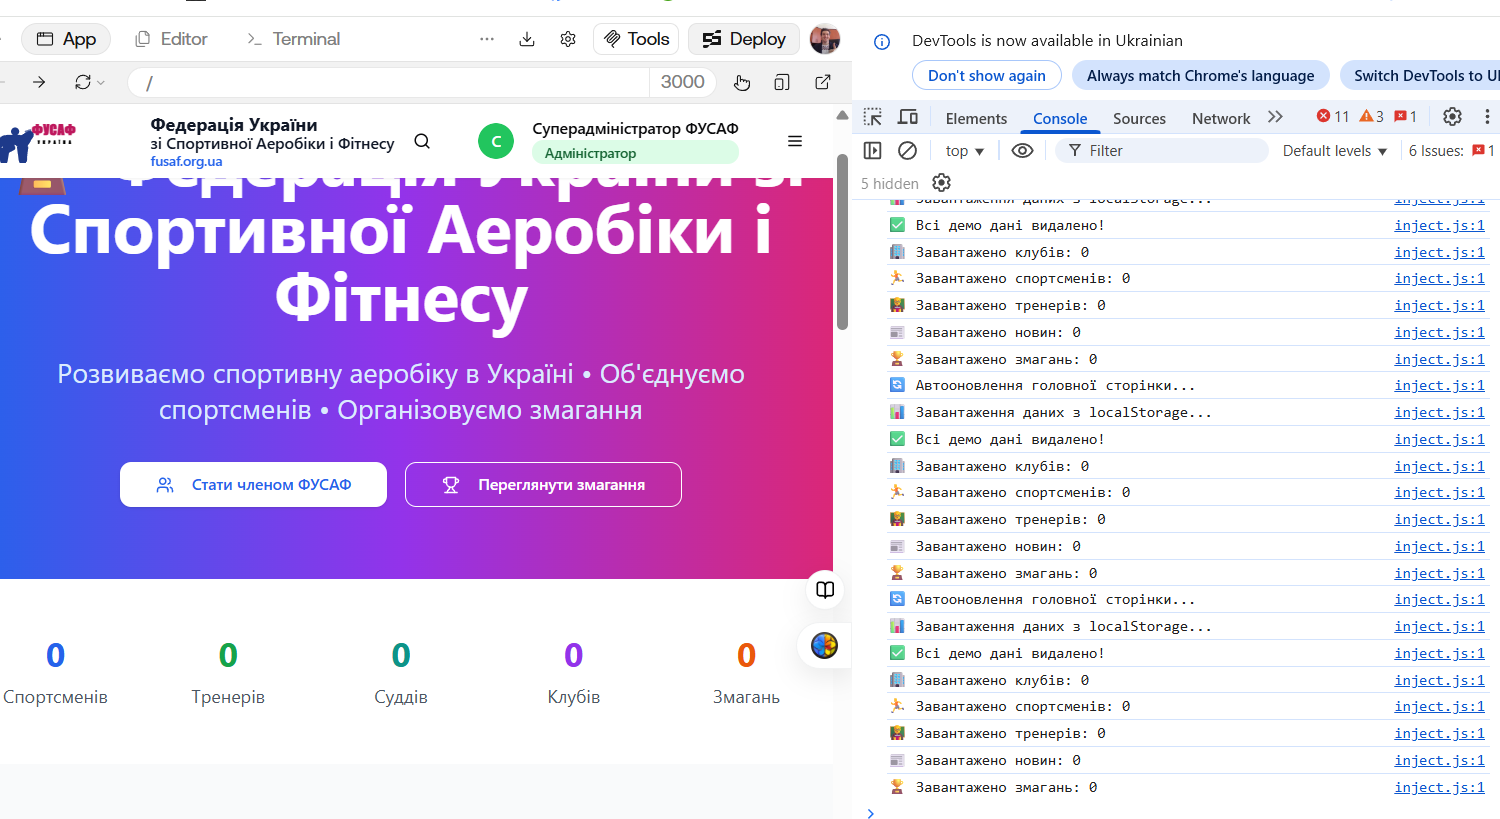 App
Editor
Terminal
Tools
Deploy
/
3000
ФУСАФ
УКРАЇНА
Федерація України
зі Спортивної Аеробіки і Фітнесу
fusaf.org.ua
С
Суперадміністратор ФУСАФ
Адміністратор
Федерація України зі
Спортивної Аеробіки і
Фітнесу
Розвиваємо спортивну аеробіку в Україні • Об'єднуємо
спортсменів • Організовуємо змагання
Стати членом ФУСАФ
Переглянути змагання
0
0
0
0
0
Спортсменів
Тренерів
Суддів
Клубів
Змагань
DevTools is now available in Ukrainian
Don't show again
Always match Chrome's language
Switch DevTools to U
Elements
Console
Sources
Network
11
3
1
top
Filter
Default levels
6 Issues:
1
5 hidden
Завантаження даних з localStorage... inject.js:1
Всі демо дані видалено! inject.js:1
Завантажено клубів: 0 inject.js:1
Завантажено спортсменів: 0 inject.js:1
Завантажено тренерів: 0 inject.js:1
Завантажено новин: 0 inject.js:1
Завантажено змагань: 0 inject.js:1
Автооновлення головної сторінки... inject.js:1
Завантаження даних з localStorage... inject.js:1
Всі демо дані видалено! inject.js:1
Завантажено клубів: 0 inject.js:1
Завантажено спортсменів: 0 inject.js:1
Завантажено тренерів: 0 inject.js:1
Завантажено новин: 0 inject.js:1
Завантажено змагань: 0 inject.js:1
Автооновлення головної сторінки... inject.js:1
Завантаження даних з localStorage... inject.js:1
Всі демо дані видалено! inject.js:1
Завантажено клубів: 0 inject.js:1
Завантажено спортсменів: 0 inject.js:1
Завантажено тренерів: 0 inject.js:1
Завантажено новин: 0 inject.js:1
Завантажено змагань: 0 inject.js:1